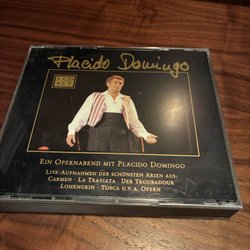 Placido Domingo
2 CD
SET
EIN OPERNABEND MIT PLACIDO DOMINGO
LIVE-AUFNAHMEN DER SCHÖNSTEN ARIEN AUS:
CARMEN · LA TRAVIATA · DER TROUBADOUR
LOHENGRIN · TOSCA U.V.A. OPERN